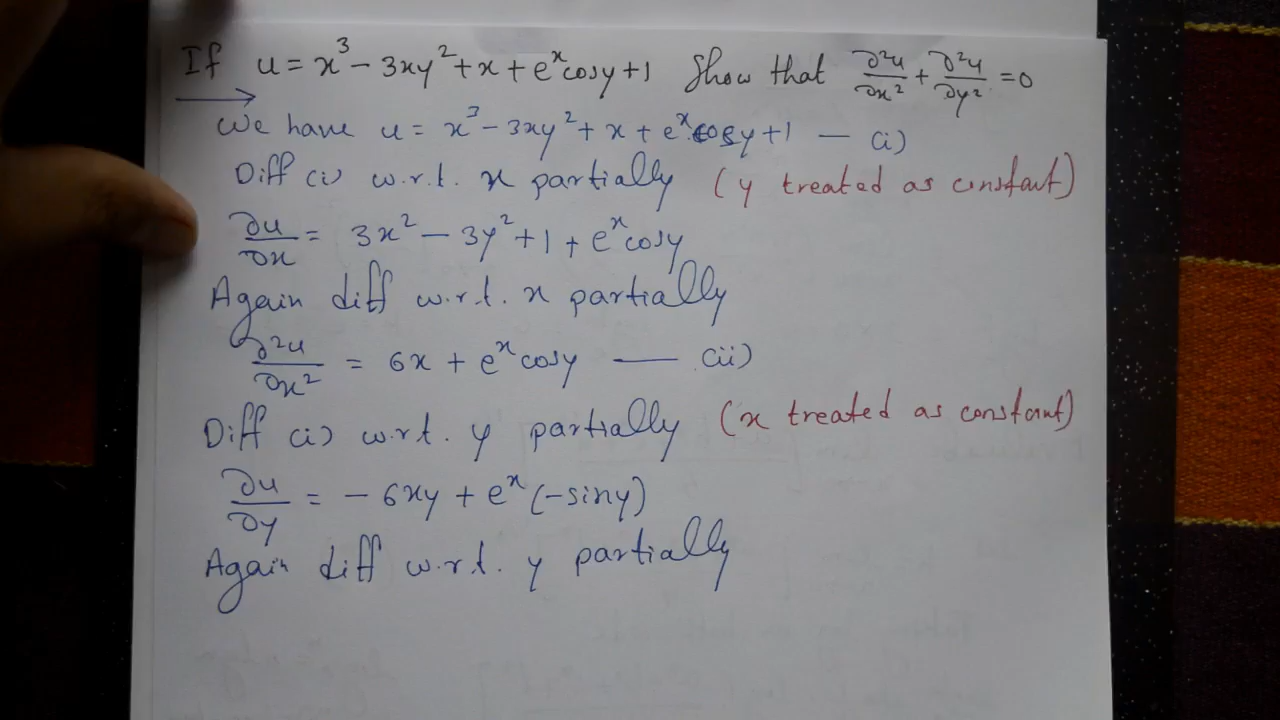 If u = x³ - 3xy² + x + eˣcosy + 1 Show that ∂²u/∂x² + ∂²u/∂y² = 0
We have u = x³ - 3xy² + x + eˣcosy + 1 — (i)
Diff (i) w.r.t. x partially (y treated as constant)
∂u/∂x = 3x² - 3y² + 1 + eˣcosy
Again diff w.r.t. x partially
∂²u/∂x² = 6x + eˣcosy — (ii)
Diff (i) w.r.t. y partially (x treated as constant)
∂u/∂y = - 6xy + eˣ(-siny)
Again diff w.r.t. y partially